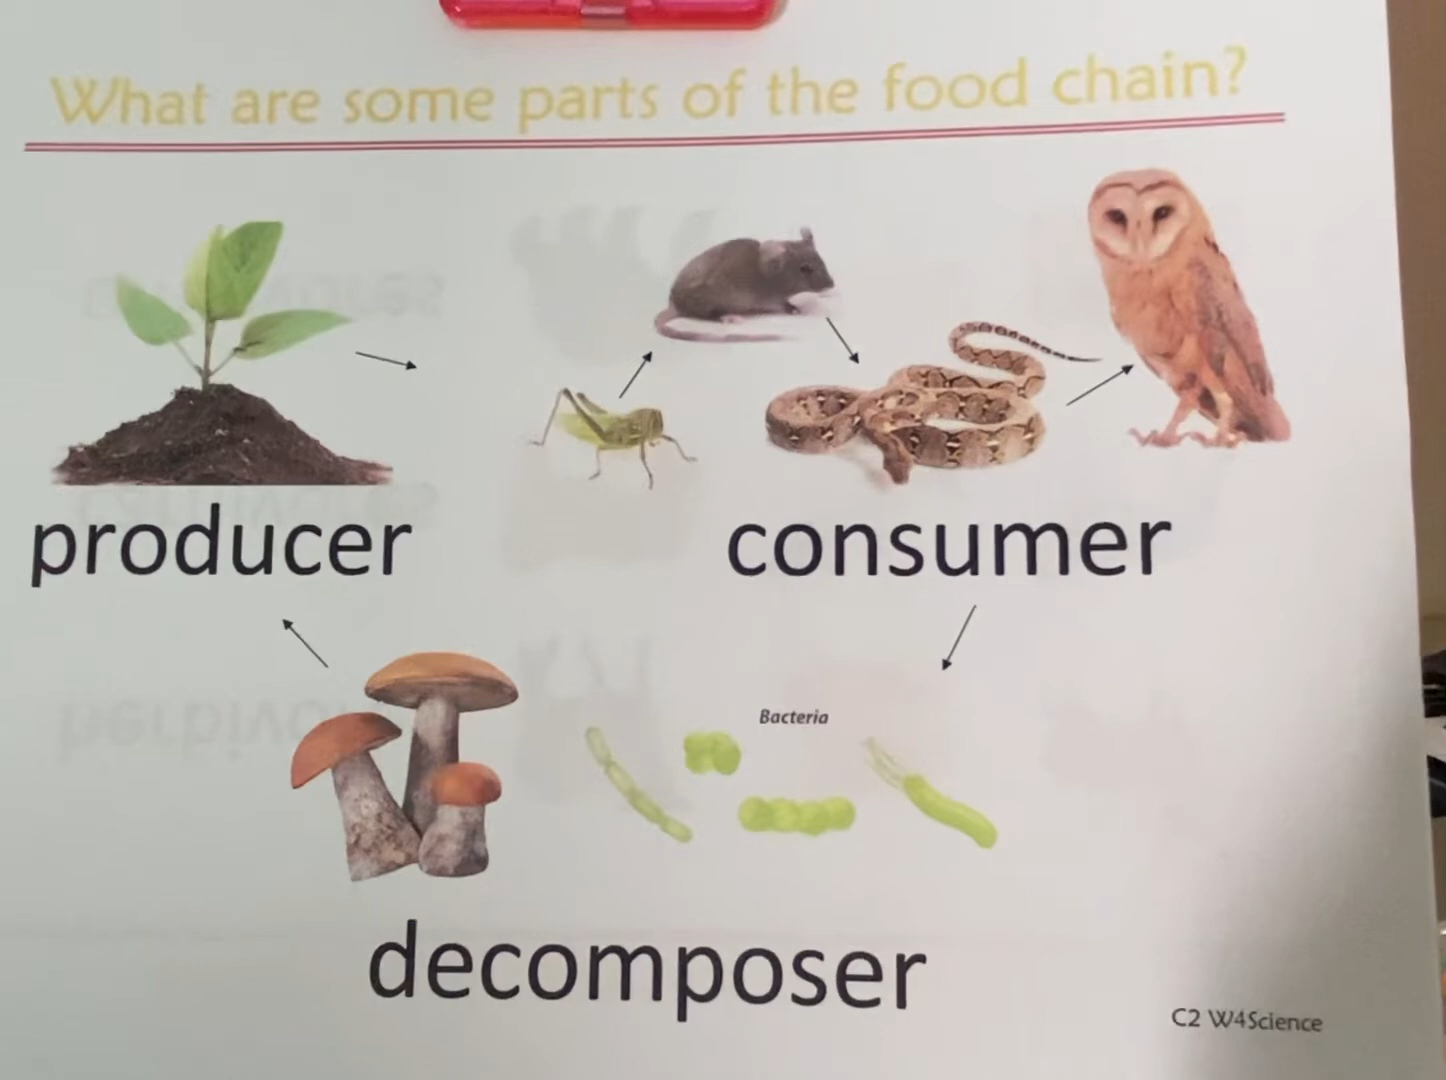 What are some parts of the food chain?
producer
consumer
Bacteria
decomposer
C2 W4Science